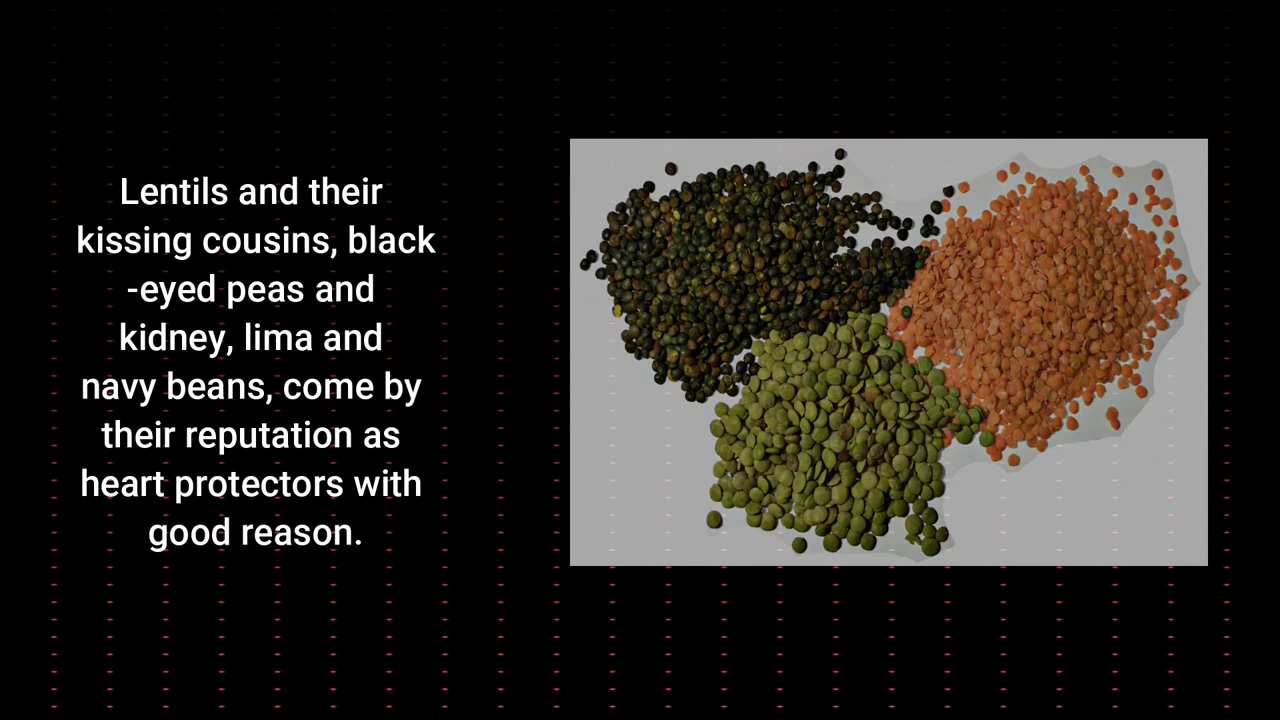 Lentils and their
kissing cousins, black
-eyed peas and
kidney, lima and
navy beans, come by
their reputation as
heart protectors with
good reason.